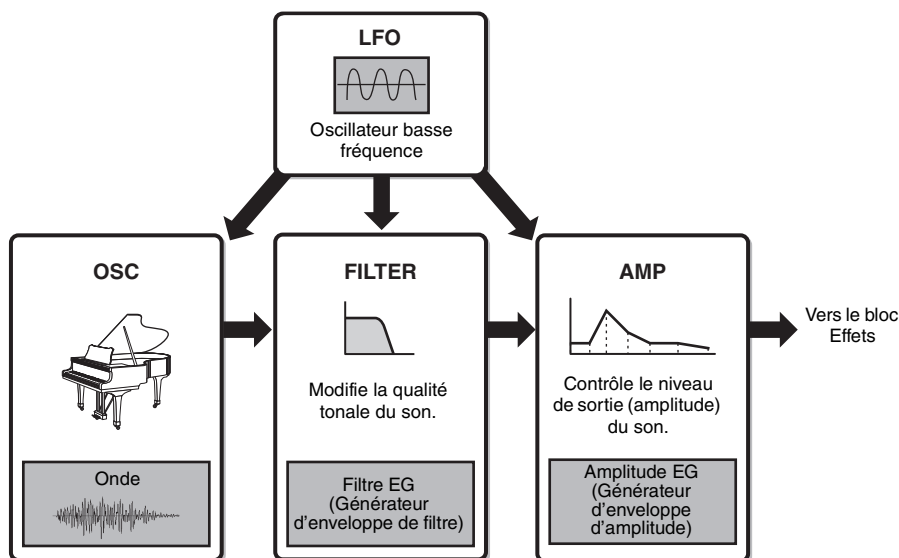 LFO
Oscillateur basse
fréquence
OSC
Onde
FILTER
Modifie la qualité
tonale du son.
Filtre EG
(Générateur
d'enveloppe de filtre)
AMP
Contrôle le niveau
de sortie (amplitude)
du son.
Amplitude EG
(Générateur
d'enveloppe
d'amplitude)
Vers le bloc
Effets